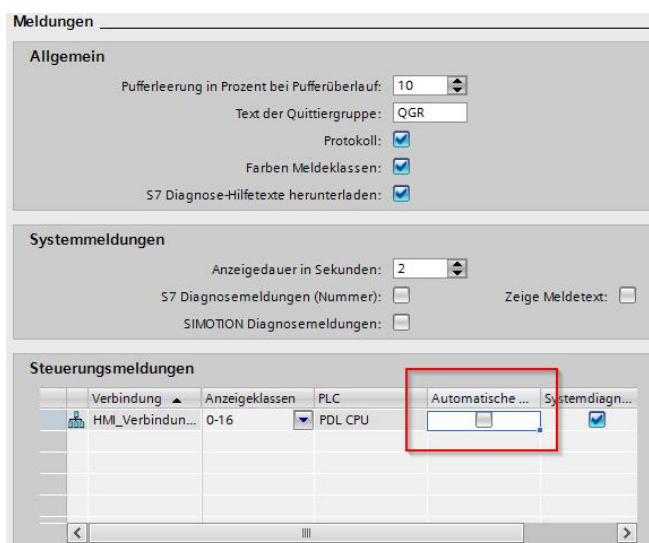 Meldungen
Allgemein
Pufferleerung in Prozent bei Pufferüberlauf: 10
Text der Quittiergruppe: QGR
Protokoll:
Farben Meldeklassen:
S7 Diagnose-Hilfetexte herunterladen:
Systemmeldungen
Anzeigedauer in Sekunden: 2
S7 Diagnosemeldungen (Nummer): Zeige Meldetext:
SIMOTION Diagnosemeldungen:
Steuerungsmeldungen
Verbindung Anzeigeklassen PLC Automatische ... Systemdiagn...
HMI_Verbindun... 0-16 PDL CPU